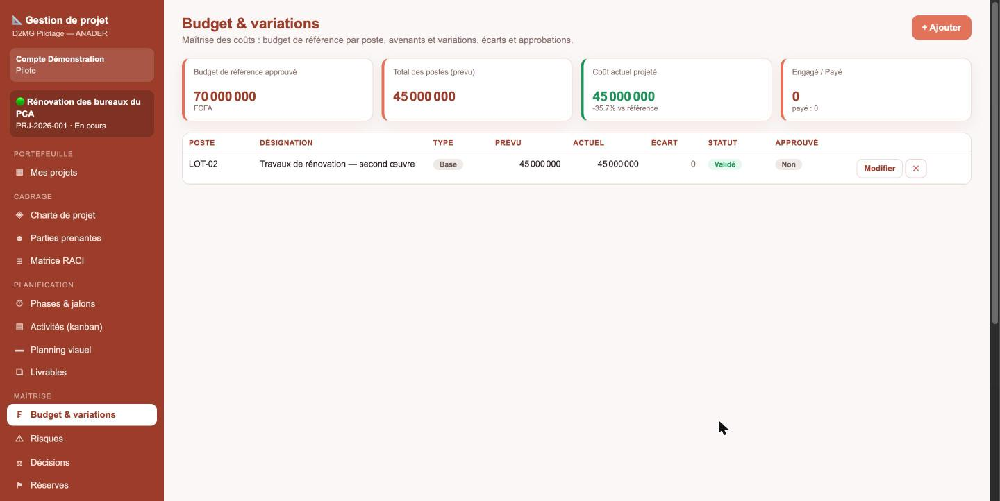 Gestion de projet
D2MG Pilotage — ANADER
Compte Démonstration
Pilote
Rénovation des bureaux du
PCA
PRJ-2026-001 · En cours
PORTEFEUILLE
Mes projets
CADRAGE
Charte de projet
Parties prenantes
Matrice RACI
PLANIFICATION
Phases & jalons
Activités (kanban)
Planning visuel
Livrables
MAÎTRISE
₣ Budget & variations
Risques
Décisions
Réserves
Budget & variations
Maîtrise des coûts : budget de référence par poste, avenants et variations, écarts et approbations.
+ Ajouter
Budget de référence approuvé
70 000 000
FCFA
Total des postes (prévu)
45 000 000
Coût actuel projeté
45 000 000
-35.7% vs référence
Engagé / Payé
0
payé : 0
POSTE DÉSIGNATION TYPE PRÉVU ACTUEL ÉCART STATUT APPROUVÉ
LOT-02 Travaux de rénovation — second œuvre Base 45 000 000 45 000 000 0 Validé Non Modifier ✕